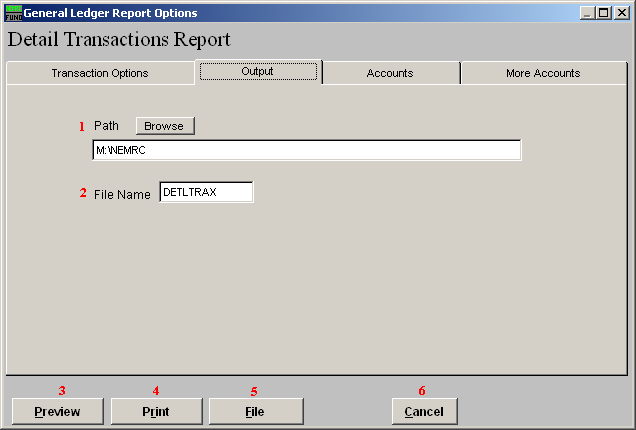 General Ledger Report Options
Detail Transactions Report
Transaction Options Output Accounts More Accounts
1 Path Browse
M:\NEMRC
2 File Name DETLTRAX
3 4 5 6
Preview Print File Cancel